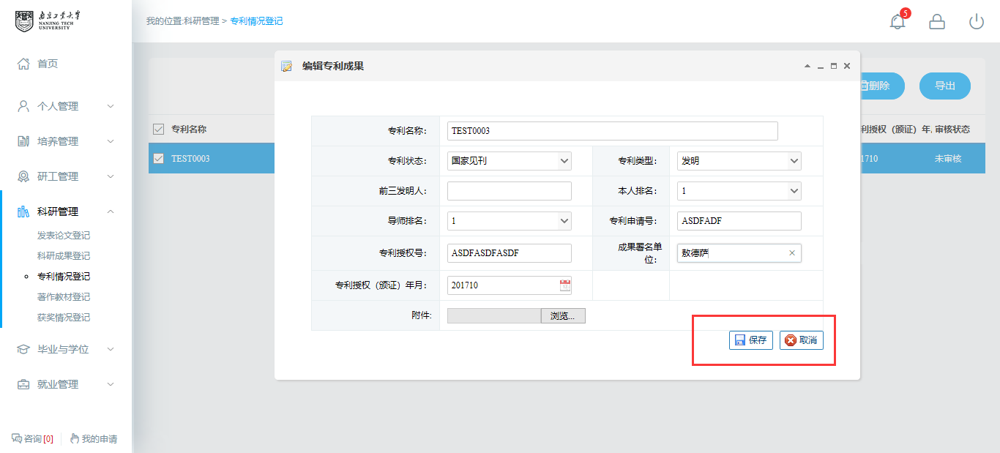 南京工业大学
NANJING TECH
UNIVERSITY
我的位置:科研管理 > 专利情况登记
5
首页
个人管理
培养管理
研工管理
科研管理
发表论文登记
科研成果登记
专利情况登记
著作教材登记
获奖情况登记
毕业与学位
就业管理
咨询[0]
我的申请
删除
导出
专利名称
利授权（颁证）年.
审核状态
TEST0003
1710
未审核
编辑专利成果
专利名称: TEST0003
专利状态: 国家见刊
专利类型: 发明
前三发明人:
本人排名: 1
导师排名: 1
专利申请号: ASDFADF
专利授权号: ASDFASDFASDF
成果署名单
位:
敖德萨
专利授权（颁证）年月: 201710
附件:
浏览...
保存
取消